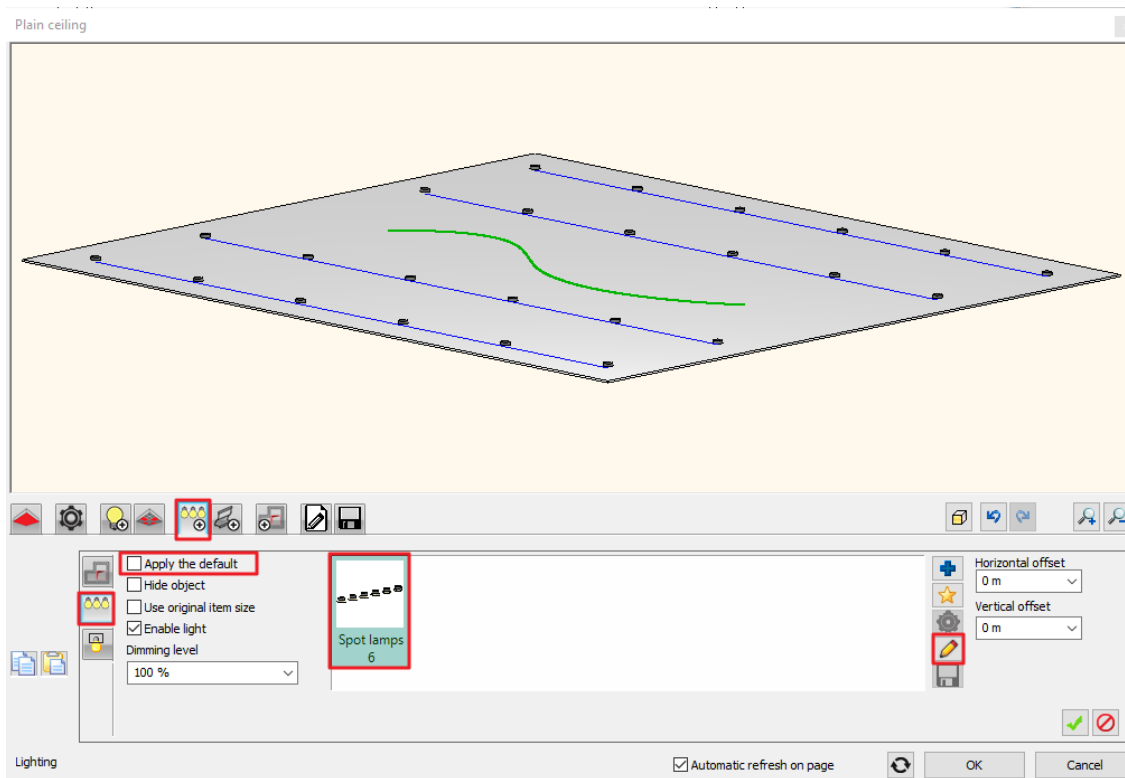 Plain ceiling
Apply the default
Hide object
Use original item size
Enable light
Dimming level
100 %
Spot lamps
6
Horizontal offset
0 m
Vertical offset
0 m
Lighting
Automatic refresh on page
OK
Cancel